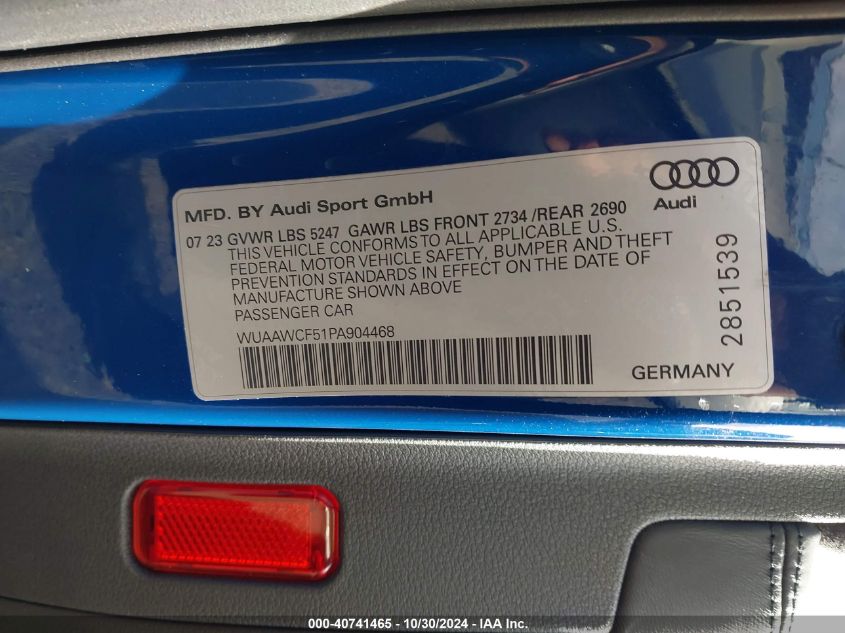 MFD. BY Audi Sport GmbH
Audi
07 23 GVWR LBS 5247 GAWR LBS FRONT 2734 /REAR 2690
THIS VEHICLE CONFORMS TO ALL APPLICABLE U.S.
FEDERAL MOTOR VEHICLE SAFETY, BUMPER AND THEFT
PREVENTION STANDARDS IN EFFECT ON THE DATE OF
MANUFACTURE SHOWN ABOVE
PASSENGER CAR
WUAAWCF51PA904468
2851539
GERMANY
000-40741465 - 10/30/2024 - IAA Inc.